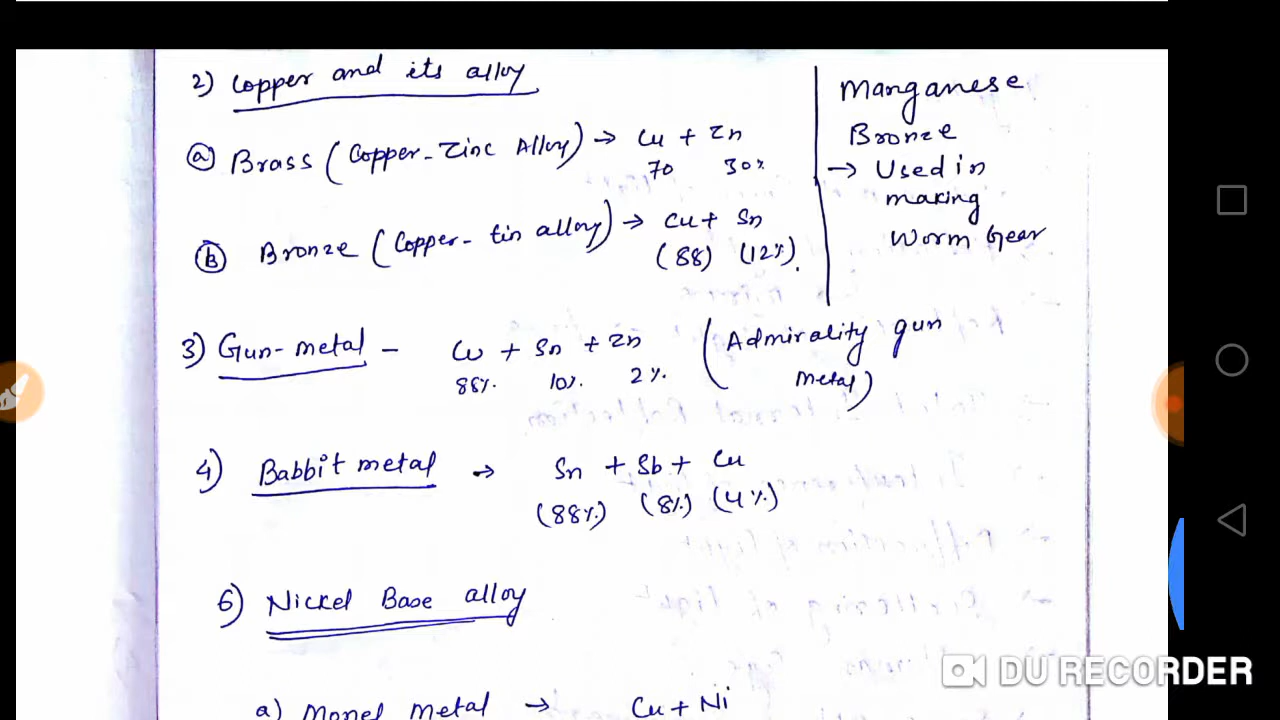 2) Copper and its alloy
a) Brass (Copper-Zinc Alloy) → Cu + Zn
70 30%
b) Bronze (Copper-tin alloy) → Cu + Sn
(88) (12%).
Manganese
Bronze
→ Used in
making
Worm Gear
3) Gun-metal - Cu + Sn + Zn (Admirality gun
88%. 10%. 2%. metal)
4) Babbit metal → Sn + Sb + Cu
(88%) (8%) (4%)
5) Nickel Base alloy
a) Monel metal → Cu + Ni
DU RECORDER